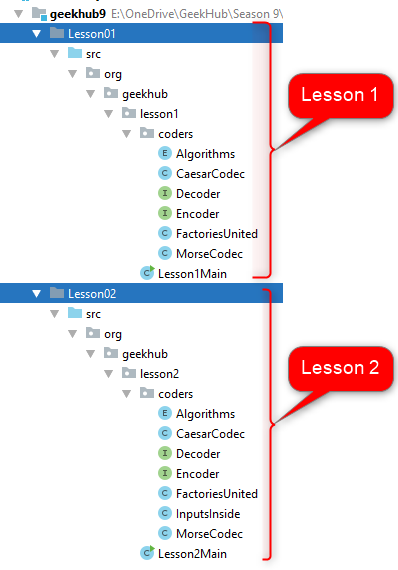 geekhub9 E:\OneDrive\GeekHub\Season 9\
Lesson01
src
org
geekhub
lesson1
coders
E Algorithms
C CaesarCodec
I Decoder
I Encoder
C FactoriesUnited
C MorseCodec
C Lesson1Main
Lesson 1
Lesson02
src
org
geekhub
lesson2
coders
E Algorithms
C CaesarCodec
I Decoder
I Encoder
C FactoriesUnited
C InputsInside
C MorseCodec
C Lesson2Main
Lesson 2